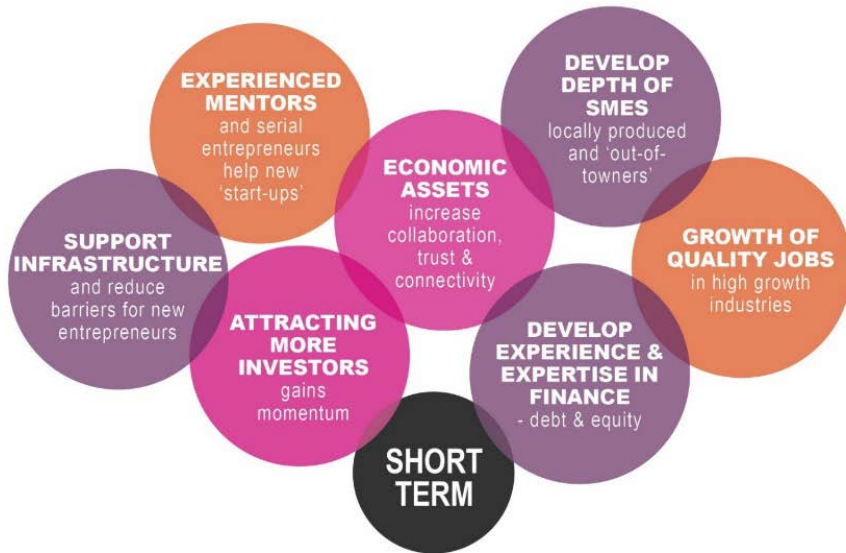 EXPERIENCED
MENTORS
and serial
entrepreneurs
help new
‘start-ups’
DEVELOP
DEPTH OF
SMES
locally produced
and ‘out-of-
towners’
ECONOMIC
ASSETS
increase
collaboration,
trust &
connectivity
SUPPORT
INFRASTRUCTURE
and reduce
barriers for new
entrepreneurs
GROWTH OF
QUALITY JOBS
in high growth
industries
ATTRACTING
MORE
INVESTORS
gains
momentum
DEVELOP
EXPERIENCE &
EXPERTISE IN
FINANCE
- debt & equity
SHORT
TERM